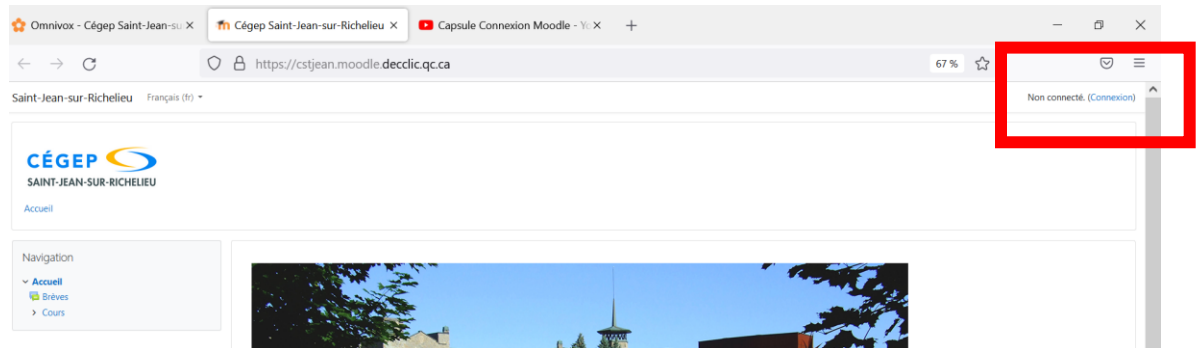 Omnivox - Cégep Saint-Jean-su
Cégep Saint-Jean-sur-Richelieu
Capsule Connexion Moodle - Yo
https://cstjean.moodle.decclic.qc.ca
67 %
Saint-Jean-sur-Richelieu Français (fr)
Non connecté. (Connexion)
CÉGEP
SAINT-JEAN-SUR-RICHELIEU
Accueil
Navigation
Accueil
Brèves
Cours